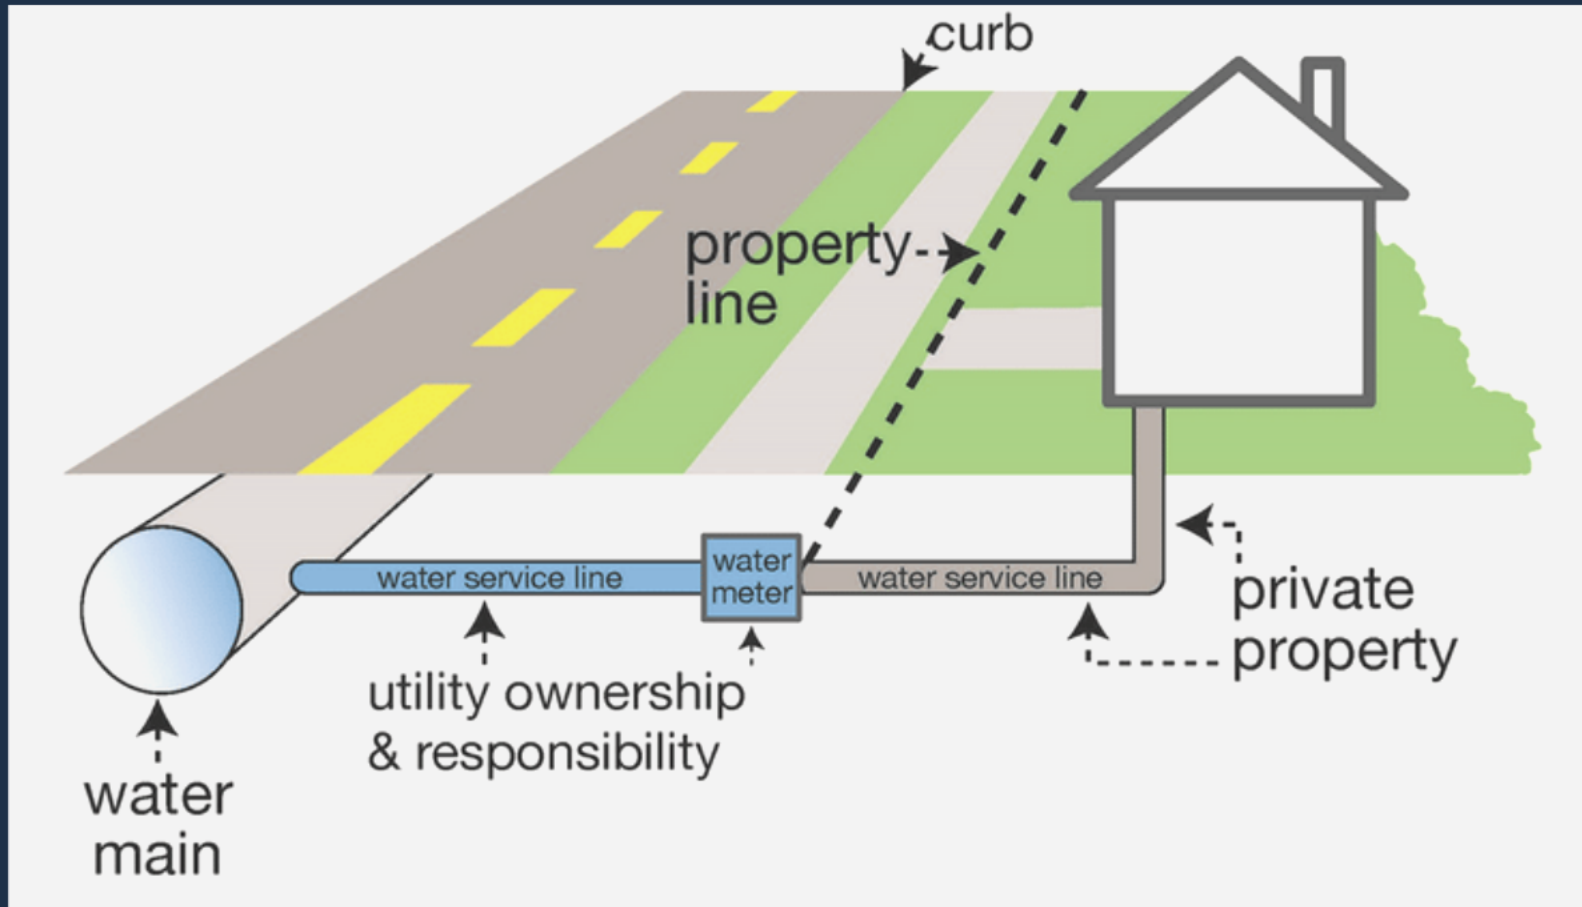 curb
property
line
water service line
water
meter
water service line
private
property
utility ownership
& responsibility
water
main